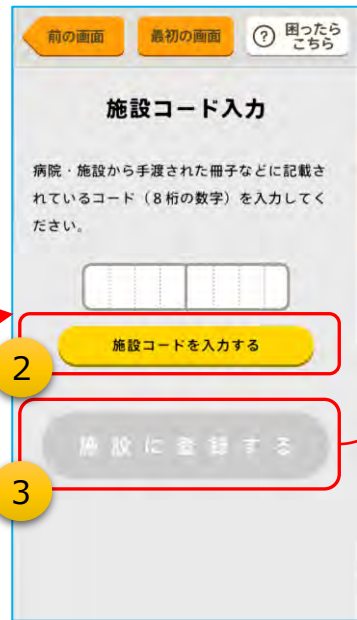 前の画面
最初の画面
? 困ったら
こちら
施設コード入力
病院・施設から手渡された冊子などに記載さ
れているコード（8桁の数字）を入力してく
ださい。
2
施設コードを入力する
3
施設に登録する